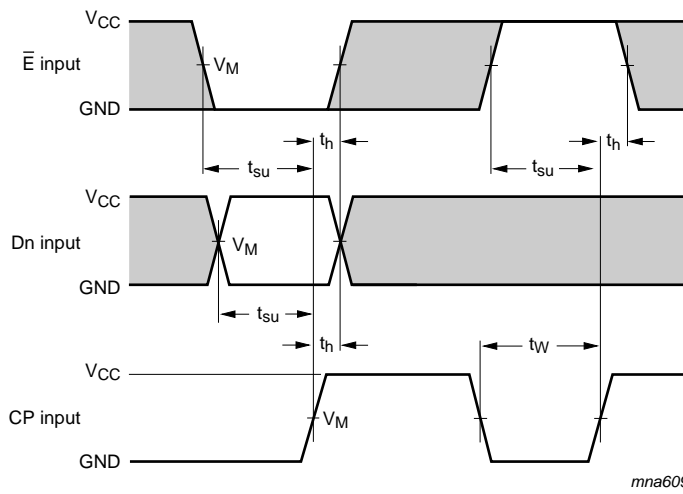 VCC
E̅ input
VM
GND
th
th
tsu
tsu
VCC
Dn input
VM
GND
tsu
th
tW
VCC
CP input
VM
GND
mna609